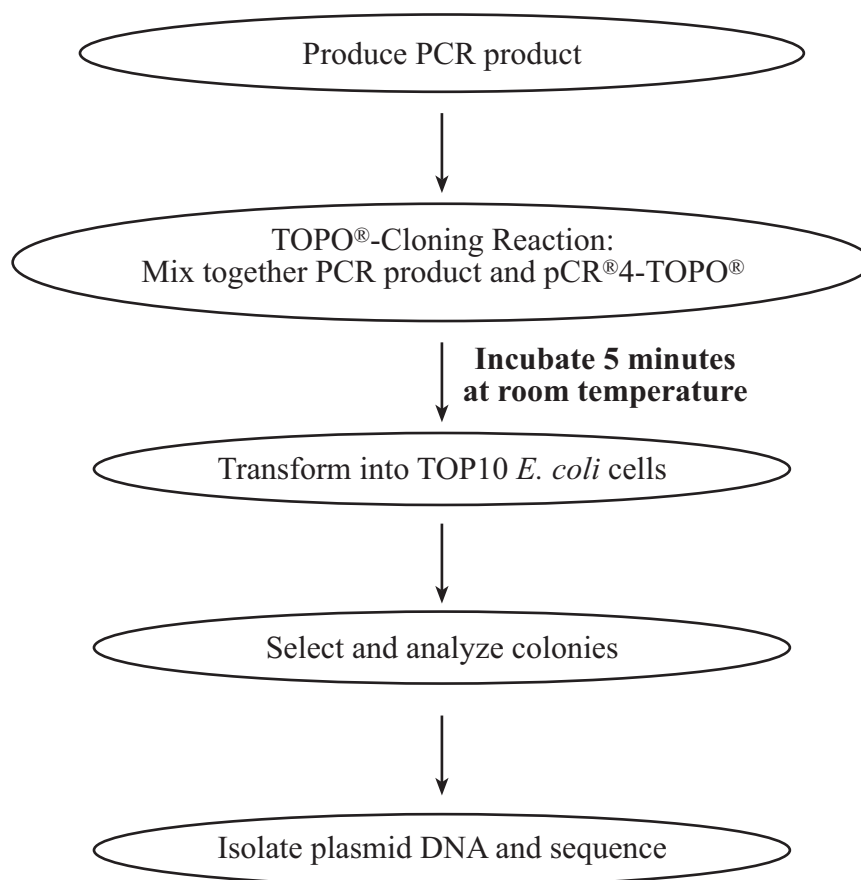 Produce PCR product
TOPO®-Cloning Reaction:
Mix together PCR product and pCR®4-TOPO®
Incubate 5 minutes
at room temperature
Transform into TOP10 E. coli cells
Select and analyze colonies
Isolate plasmid DNA and sequence